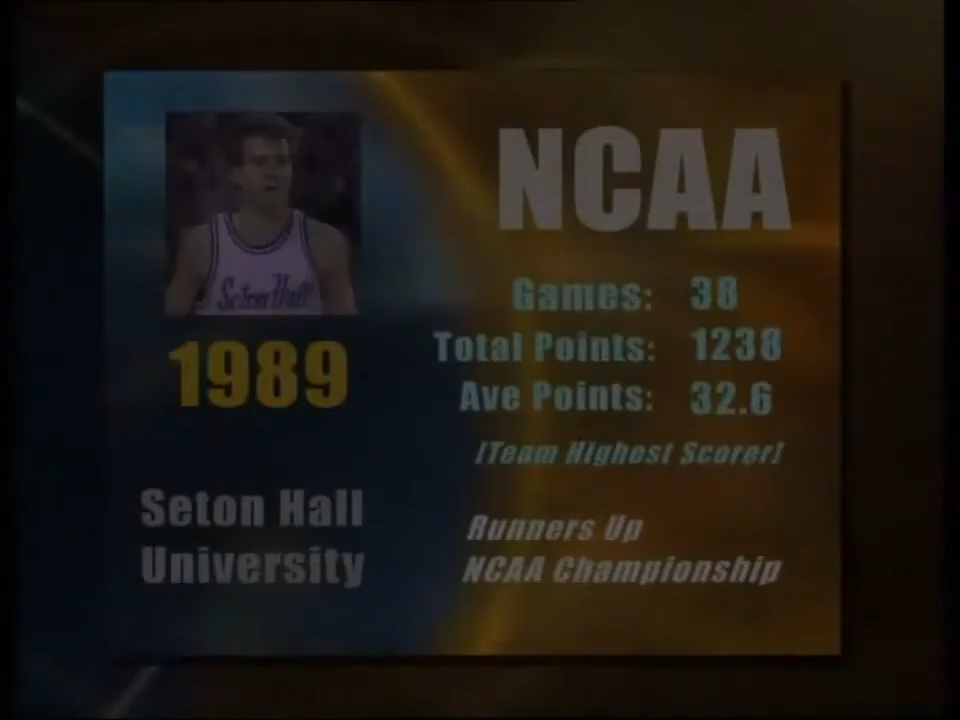 NCAA
Seton Hall
1989
Games: 38
Total Points: 1238
Ave Points: 32.6
[Team Highest Scorer]
Seton Hall
University
Runners Up
NCAA Championship